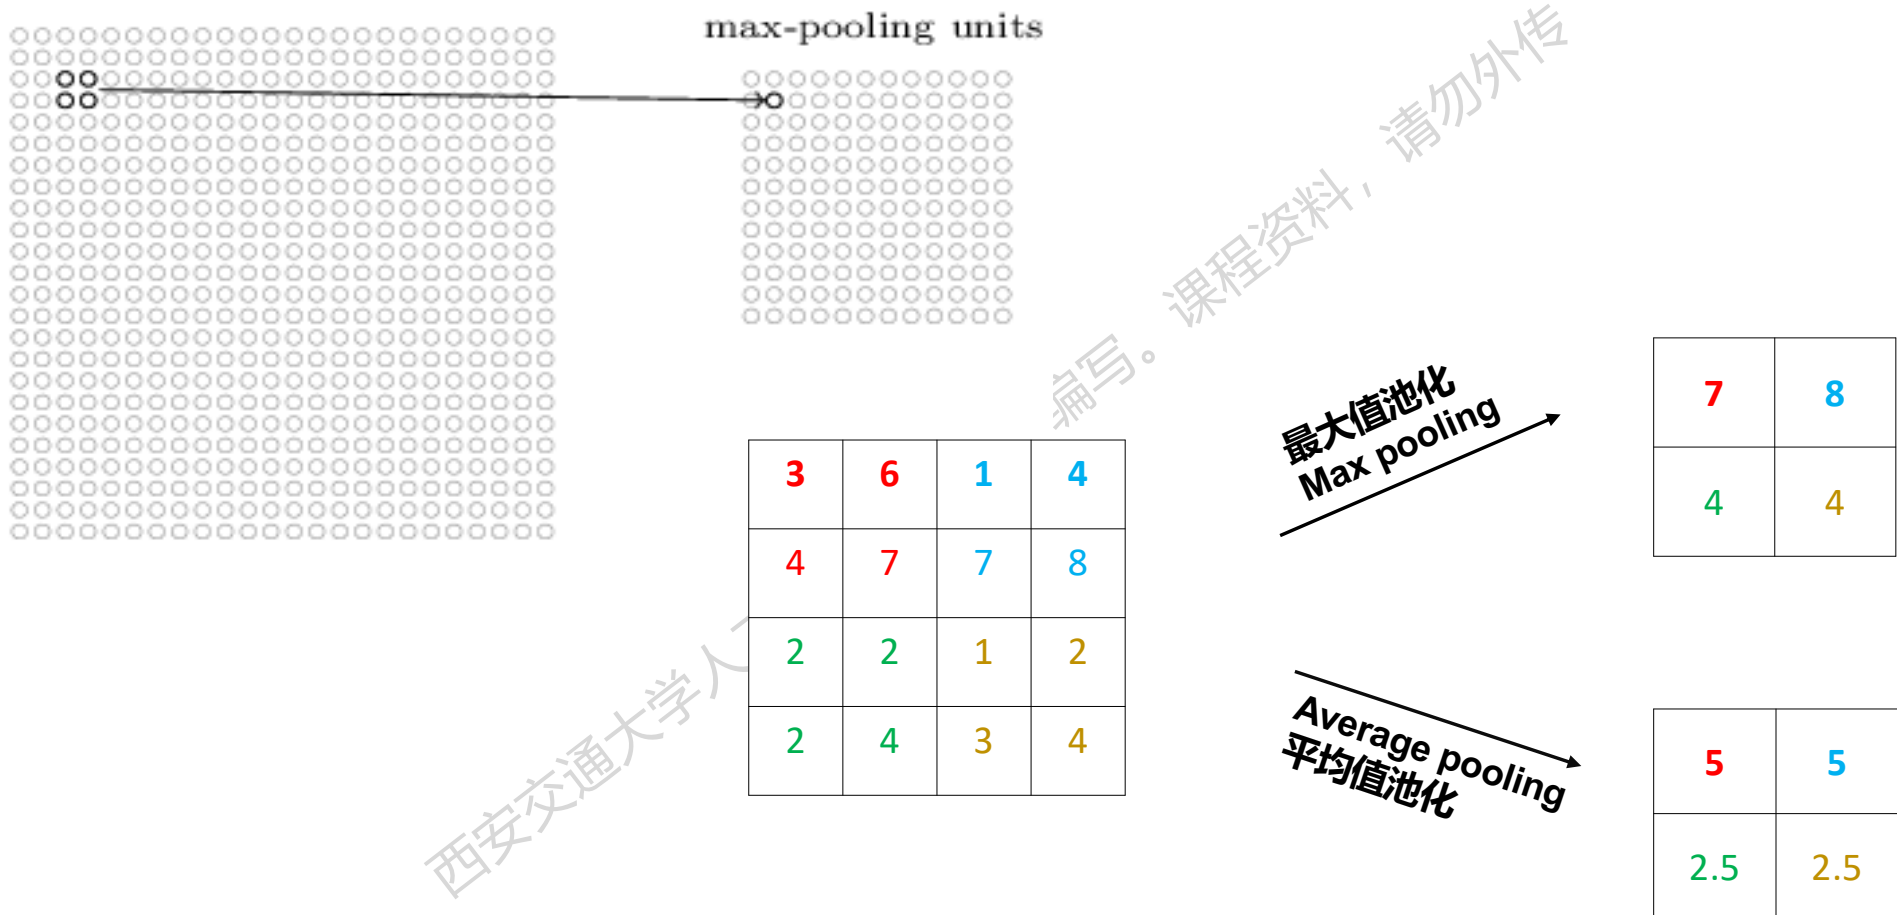 max-pooling units
西安交通大学人
编写。课程资料，请勿外传
3 6 1 4
4 7 7 8
2 2 1 2
2 4 3 4
最大值池化
Max pooling
7 8
4 4
Average pooling
平均值池化
5 5
2.5 2.5